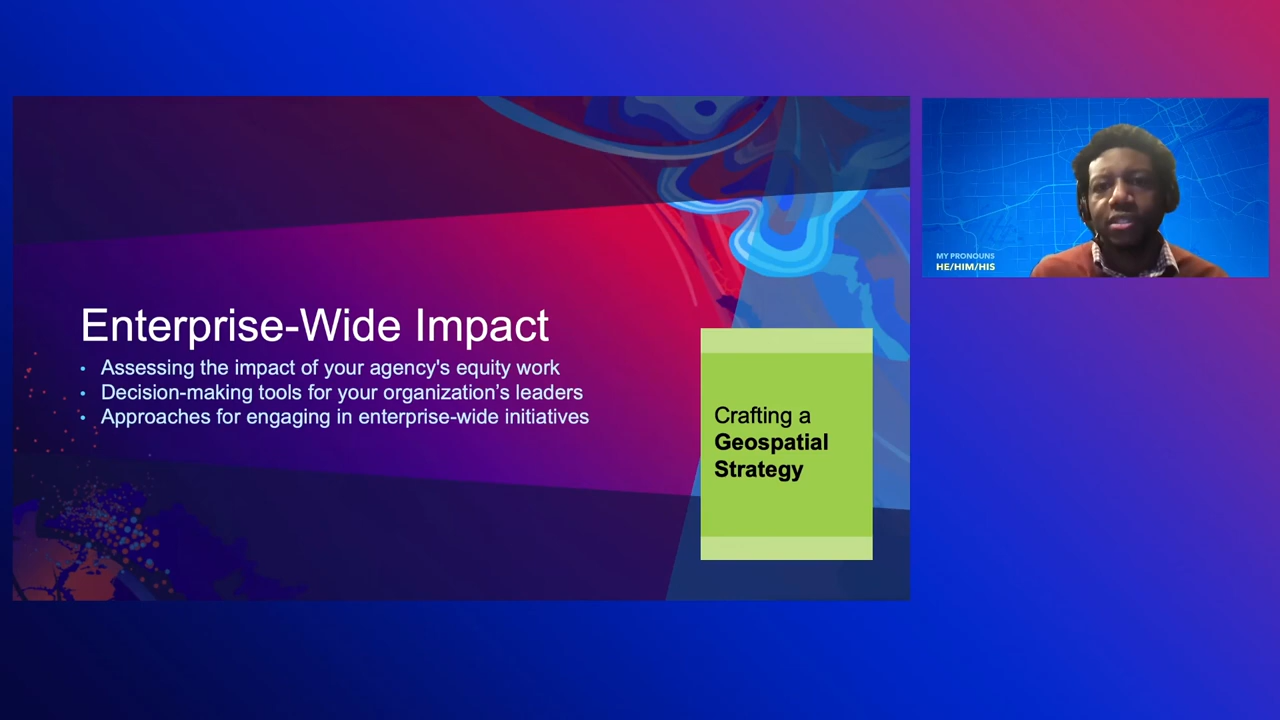 Enterprise-Wide Impact
• Assessing the impact of your agency's equity work
• Decision-making tools for your organization’s leaders
• Approaches for engaging in enterprise-wide initiatives
Crafting a
Geospatial
Strategy
MY PRONOUNS
HE/HIM/HIS